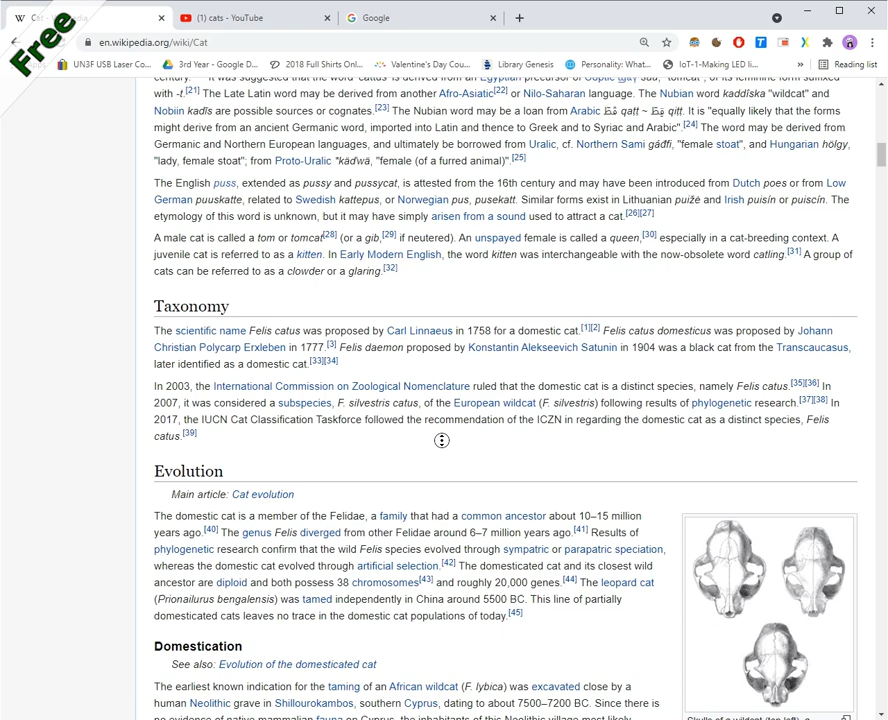 Free
Cat - Wikipedia
(1) cats - YouTube
Google
en.wikipedia.org/wiki/Cat
UN3F USB Laser Co...
3rd Year - Google D...
2018 Full Shirts Onl...
Valentine's Day Cou...
Library Genesis
Personality: What...
IoT-1-Making LED li...
»
Reading list
with -t.[21] The Late Latin word may be derived from another Afro-Asiatic[22] or Nilo-Saharan language. The Nubian word kaddîska "wildcat" and
Nobiin kadīs are possible sources or cognates.[23] The Nubian word may be a loan from Arabic قَطّ qaṭṭ ~ قِطّ qiṭṭ. It is "equally likely that the forms
might derive from an ancient Germanic word, imported into Latin and thence to Greek and to Syriac and Arabic".[24] The word may be derived from
Germanic and Northern European languages, and ultimately be borrowed from Uralic, cf. Northern Sami gáđfi, "female stoat", and Hungarian hölgy,
"lady, female stoat"; from Proto-Uralic *käďwä, "female (of a furred animal)".[25]
The English puss, extended as pussy and pussycat, is attested from the 16th century and may have been introduced from Dutch poes or from Low
German puuskatte, related to Swedish kattepus, or Norwegian pus, pusekatt. Similar forms exist in Lithuanian puižė and Irish puisín or puiscín. The
etymology of this word is unknown, but it may have simply arisen from a sound used to attract a cat.[26][27]
A male cat is called a tom or tomcat[28] (or a gib,[29] if neutered). An unspayed female is called a queen,[30] especially in a cat-breeding context. A
juvenile cat is referred to as a kitten. In Early Modern English, the word kitten was interchangeable with the now-obsolete word catling.[31] A group of
cats can be referred to as a clowder or a glaring.[32]
Taxonomy
The scientific name Felis catus was proposed by Carl Linnaeus in 1758 for a domestic cat.[1][2] Felis catus domesticus was proposed by Johann
Christian Polycarp Erxleben in 1777.[3] Felis daemon proposed by Konstantin Alekseevich Satunin in 1904 was a black cat from the Transcaucasus,
later identified as a domestic cat.[33][34]
In 2003, the International Commission on Zoological Nomenclature ruled that the domestic cat is a distinct species, namely Felis catus.[35][36] In
2007, it was considered a subspecies, F. silvestris catus, of the European wildcat (F. silvestris) following results of phylogenetic research.[37][38] In
2017, the IUCN Cat Classification Taskforce followed the recommendation of the ICZN in regarding the domestic cat as a distinct species, Felis
catus.[39]
Evolution
Main article: Cat evolution
The domestic cat is a member of the Felidae, a family that had a common ancestor about 10–15 million
years ago.[40] The genus Felis diverged from other Felidae around 6–7 million years ago.[41] Results of
phylogenetic research confirm that the wild Felis species evolved through sympatric or parapatric speciation,
whereas the domestic cat evolved through artificial selection.[42] The domesticated cat and its closest wild
ancestor are diploid and both possess 38 chromosomes[43] and roughly 20,000 genes.[44] The leopard cat
(Prionailurus bengalensis) was tamed independently in China around 5500 BC. This line of partially
domesticated cats leaves no trace in the domestic cat populations of today.[45]
Domestication
See also: Evolution of the domesticated cat
The earliest known indication for the taming of an African wildcat (F. lybica) was excavated close by a
human Neolithic grave in Shillourokambos, southern Cyprus, dating to about 7500–7200 BC. Since there is
no evidence of native mammalian fauna on Cyprus, the inhabitants of this Neolithic village most likely
Skulls of a wildcat (top left), a